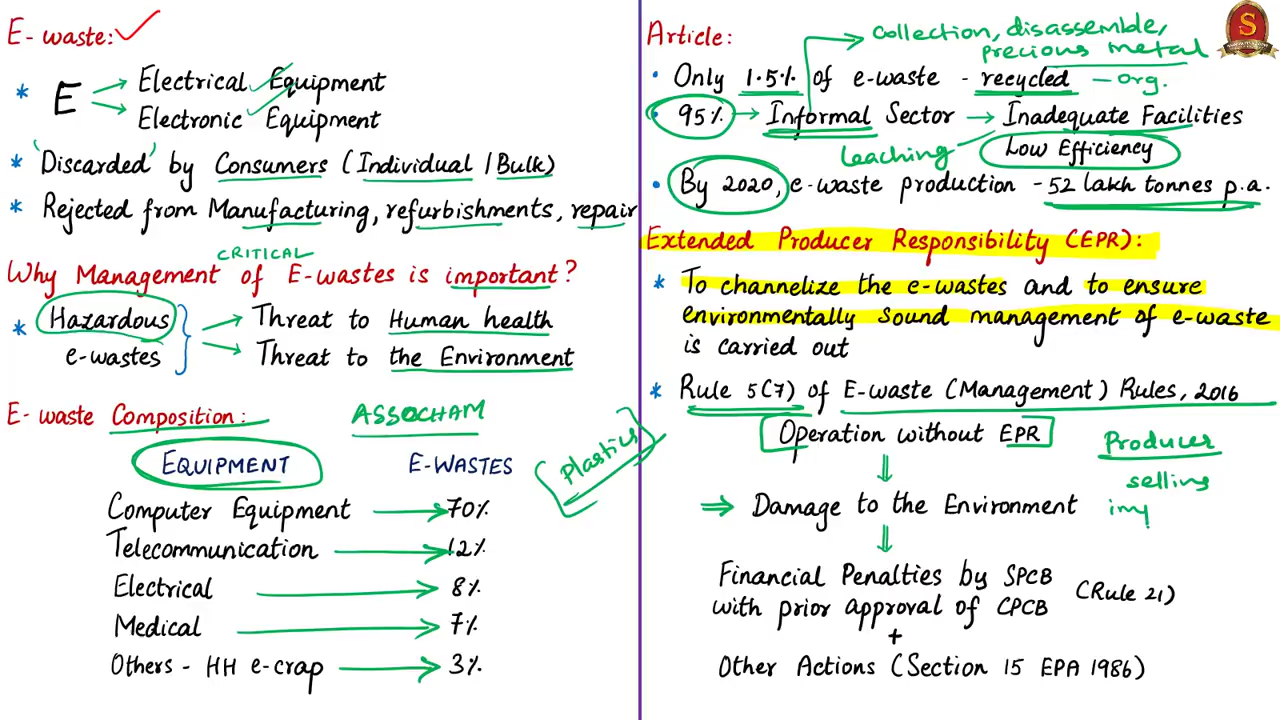 E-waste:
* E → Electrical Equipment
→ Electronic Equipment
* 'Discarded' by Consumers (Individual / Bulk)
* Rejected from Manufacturing, refurbishments, repair
CRITICAL
Why Management of E-wastes is important?
* Hazardous → Threat to Human health
e-wastes → Threat to the Environment
E-waste Composition: ASSOCHAM
EQUIPMENT E-WASTES
Plastics
Computer Equipment → 70%
Telecommunication → 12%
Electrical → 8%
Medical → 7%
Others - HH e-crap → 3%
S
Article:
collection, disassemble,
precious metal
• Only 1.5% of e-waste - recycled - org.
• 95% → Informal Sector → Inadequate Facilities
leaching Low Efficiency
• By 2020, e-waste production - 52 lakh tonnes p.a.
Extended Producer Responsibility (EPR):
* To channelize the e-wastes and to ensure
environmentally sound management of e-waste
is carried out
* Rule 5(7) of E-waste (Management) Rules, 2016
Operation without EPR
Producer
selling
imp
⇒ Damage to the Environment
Financial Penalties by SPCB
with prior approval of CPCB (Rule 21)
+
Other Actions (Section 15 EPA 1986)